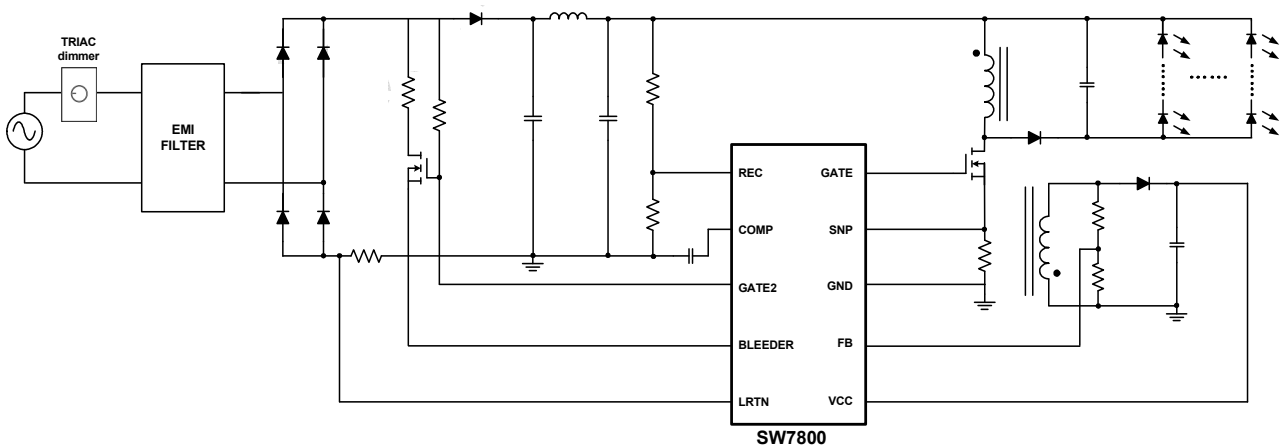 TRIAC
dimmer
EMI
FILTER
REC
GATE
COMP
SNP
GATE2
GND
BLEEDER
FB
LRTN
VCC
SW7800